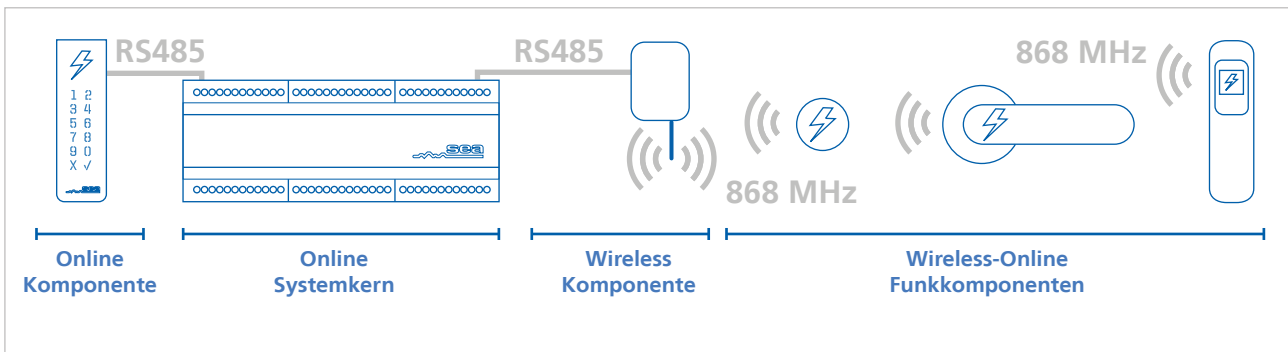 RS485
RS485
868 MHz
1 2
3 4
5 6
7 8
9 0
X ✓
sea
sea
868 MHz
Online
Komponente
Online
Systemkern
Wireless
Komponente
Wireless-Online
Funkkomponenten